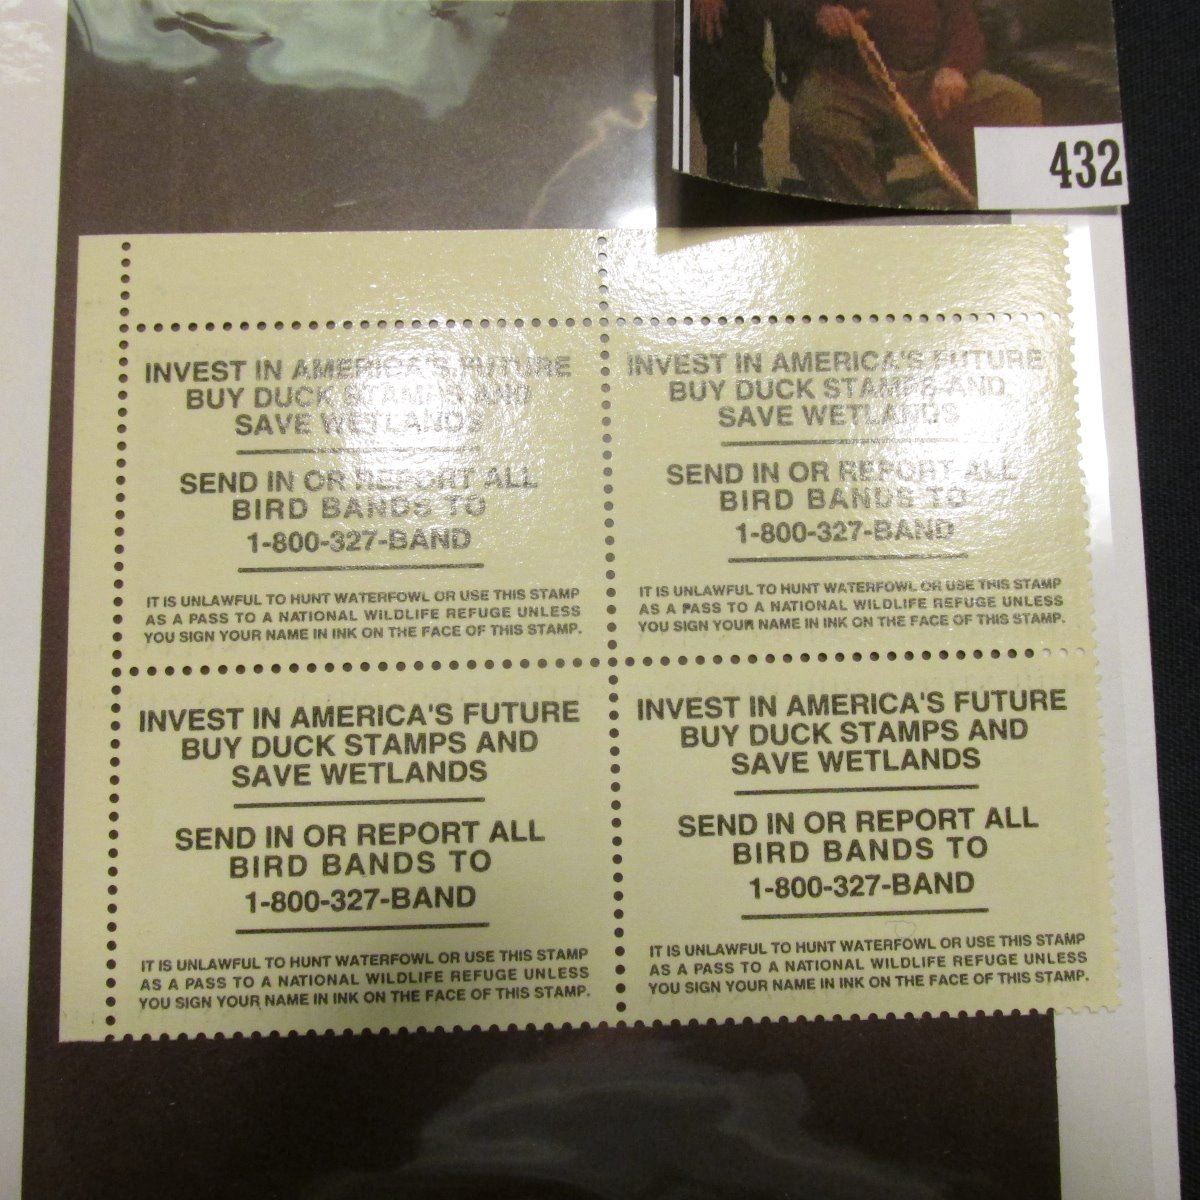 432
INVEST IN AMERICA'S FUTURE
BUY DUCK STAMPS AND
SAVE WETLANDS
SEND IN OR REPORT ALL
BIRD BANDS TO
1-800-327-BAND
IT IS UNLAWFUL TO HUNT WATERFOWL OR USE THIS STAMP
AS A PASS TO A NATIONAL WILDLIFE REFUGE UNLESS
YOU SIGN YOUR NAME IN INK ON THE FACE OF THIS STAMP.
INVEST IN AMERICA'S FUTURE
BUY DUCK STAMPS AND
SAVE WETLANDS
SEND IN OR REPORT ALL
BIRD BANDS TO
1-800-327-BAND
IT IS UNLAWFUL TO HUNT WATERFOWL OR USE THIS STAMP
AS A PASS TO A NATIONAL WILDLIFE REFUGE UNLESS
YOU SIGN YOUR NAME IN INK ON THE FACE OF THIS STAMP.
INVEST IN AMERICA'S FUTURE
BUY DUCK STAMPS AND
SAVE WETLANDS
SEND IN OR REPORT ALL
BIRD BANDS TO
1-800-327-BAND
IT IS UNLAWFUL TO HUNT WATERFOWL OR USE THIS STAMP
AS A PASS TO A NATIONAL WILDLIFE REFUGE UNLESS
YOU SIGN YOUR NAME IN INK ON THE FACE OF THIS STAMP.
INVEST IN AMERICA'S FUTURE
BUY DUCK STAMPS AND
SAVE WETLANDS
SEND IN OR REPORT ALL
BIRD BANDS TO
1-800-327-BAND
IT IS UNLAWFUL TO HUNT WATERFOWL OR USE THIS STAMP
AS A PASS TO A NATIONAL WILDLIFE REFUGE UNLESS
YOU SIGN YOUR NAME IN INK ON THE FACE OF THIS STAMP.